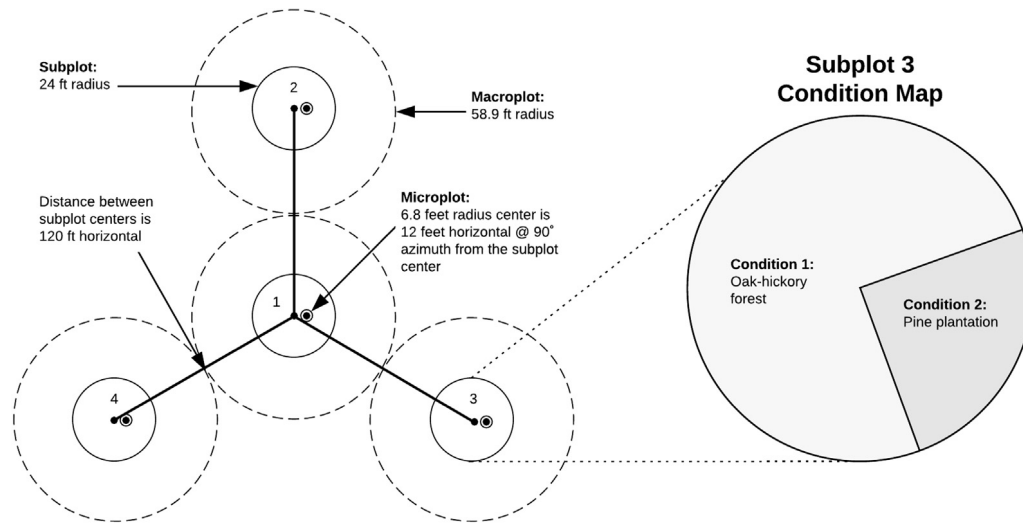 Subplot:
24 ft radius
2
Macroplot:
58.9 ft radius
Distance between
subplot centers is
120 ft horizontal
Microplot:
6.8 feet radius center is
12 feet horizontal @ 90˚
azimuth from the subplot
center
1
4
3
Subplot 3
Condition Map
Condition 1:
Oak-hickory
forest
Condition 2:
Pine plantation